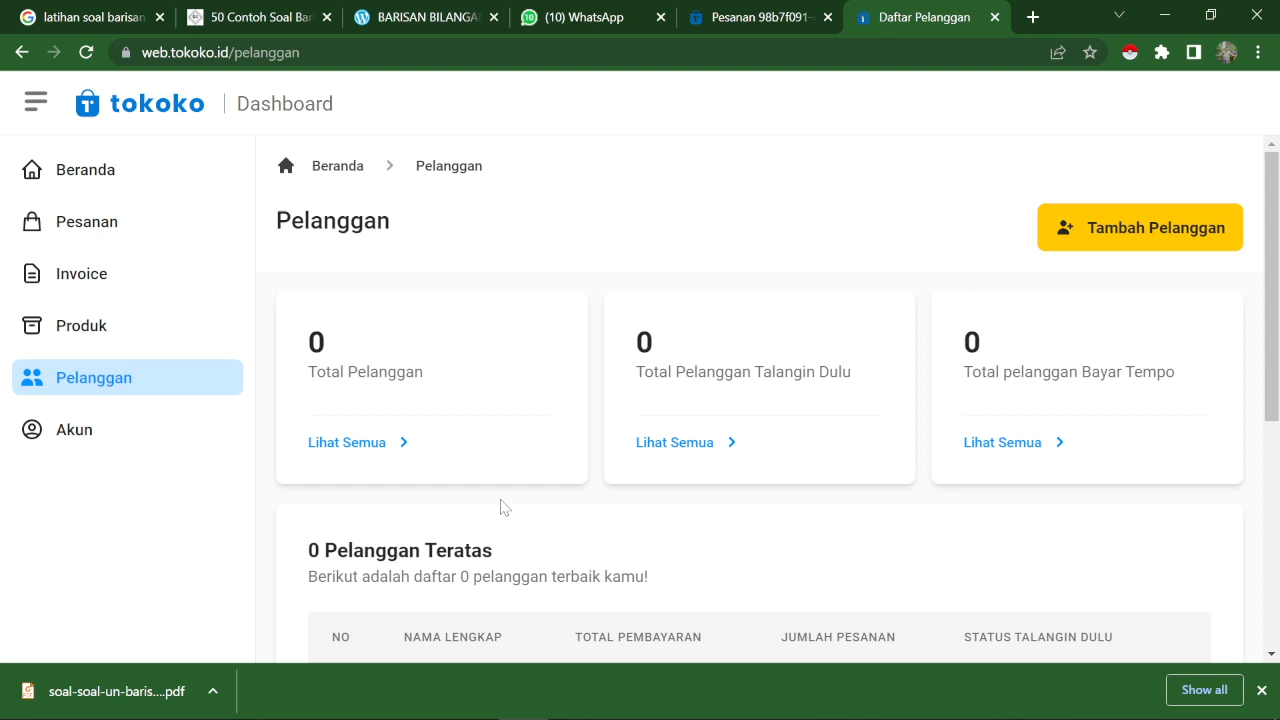 latihan soal barisan
50 Contoh Soal Bar
BARISAN BILANGA
(10) WhatsApp
Pesanan 98b7f091-
Daftar Pelanggan
web.tokoko.id/pelanggan
tokoko
Dashboard
Beranda
Pesanan
Invoice
Produk
Pelanggan
Akun
Beranda > Pelanggan
Pelanggan
Tambah Pelanggan
0
Total Pelanggan
Lihat Semua
0
Total Pelanggan Talangin Dulu
Lihat Semua
0
Total pelanggan Bayar Tempo
Lihat Semua
0 Pelanggan Teratas
Berikut adalah daftar 0 pelanggan terbaik kamu!
NO NAMA LENGKAP TOTAL PEMBAYARAN JUMLAH PESANAN STATUS TALANGIN DULU
soal-soal-un-baris....pdf
Show all